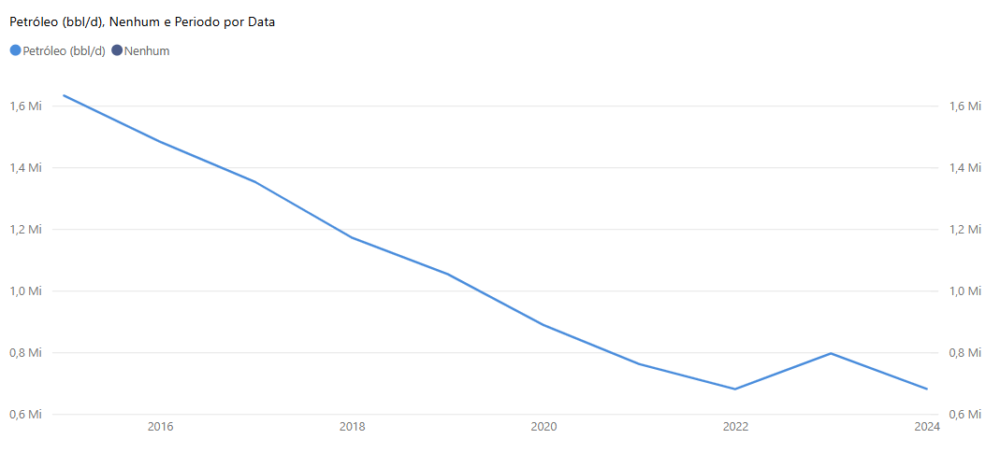 Petróleo (bbl/d), Nenhum e Periodo por Data
Petróleo (bbl/d) Nenhum
1,6 Mi 1,6 Mi
1,4 Mi 1,4 Mi
1,2 Mi 1,2 Mi
1,0 Mi 1,0 Mi
0,8 Mi 0,8 Mi
0,6 Mi 0,6 Mi
2016 2018 2020 2022 2024